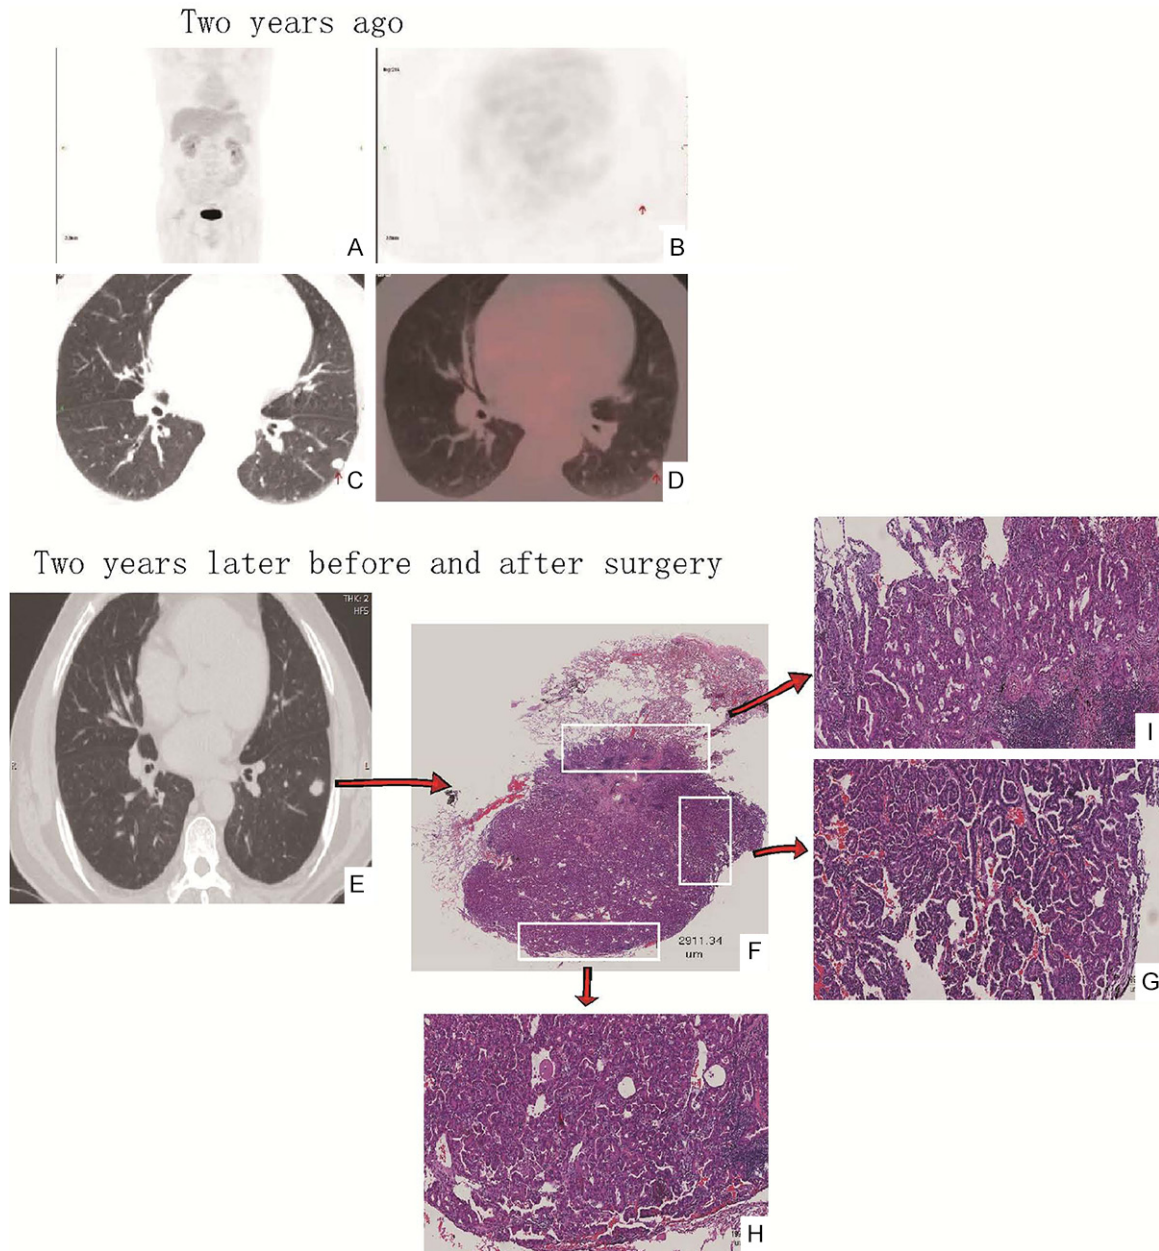 Two years ago
A
B
C
D
Two years later before and after surgery
THK: 2
HFS
E
2911.34
um
F
I
G
H